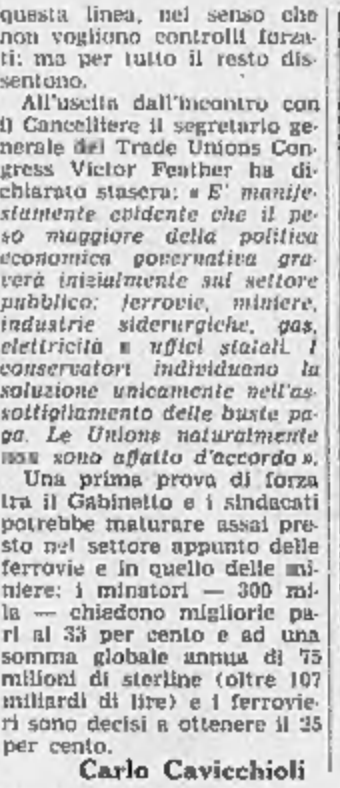 questa linea, nel senso che
non vogliono controlli forza-
ti: ma per tutto il resto dis-
sentono.
All'uscita dall'incontro con
il Cancelliere il segretario ge-
nerale del Trade Unions Con-
gress Victor Feather ha di-
chiarato stasera: « E' manife-
stamente evidente che il pe-
so maggiore della politica
economica governativa gra-
verà inizialmente sul settore
pubblico: ferrovie, miniere,
industrie siderurgiche, gas,
elettricità e uffici statali. I
conservatori individuano la
soluzione unicamente nell'as-
sottigliamento delle buste pa-
ga. Le Unions naturalmente
non sono affatto d'accordo ».
Una prima prova di forza
tra il Gabinetto e i sindacati
potrebbe maturare assai pre-
sto nel settore appunto delle
ferrovie e in quello delle mi-
niere: i minatori — 300 mi-
la — chiedono migliorie pa-
ri al 33 per cento e ad una
somma globale annua di 75
milioni di sterline (oltre 107
miliardi di lire) e i ferrovie-
ri sono decisi a ottenere il 25
per cento.
Carlo Cavicchioli